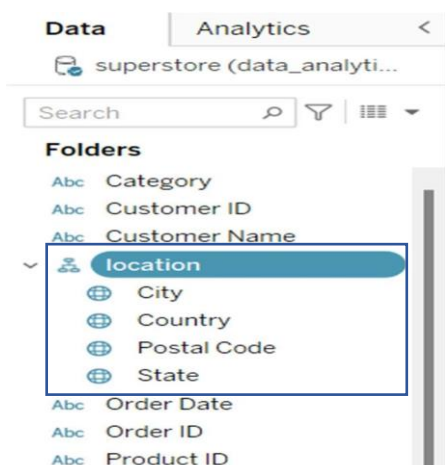 Data Analytics <
superstore (data_analyti...
Search
Folders
Abc Category
Abc Customer ID
Abc Customer Name
location
City
Country
Postal Code
State
Abc Order Date
Abc Order ID
Abc Product ID